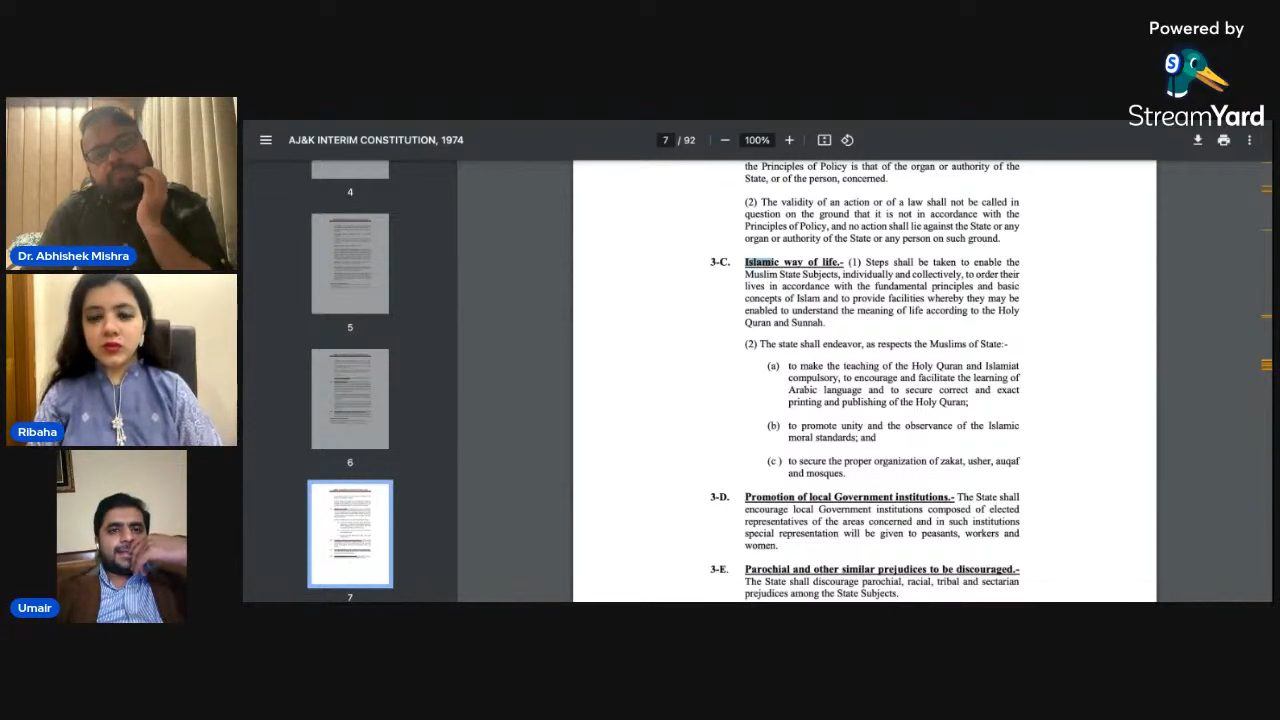 Powered by
StreamYard
Dr. Abhishek Mishra
Ribaha
Umair
AJ&K INTERIM CONSTITUTION, 1974
7 / 92
100%
4
5
6
7
the Principles of Policy is that of the organ or authority of the
State, or of the person, concerned.
(2) The validity of an action or of a law shall not be called in
question on the ground that it is not in accordance with the
Principles of Policy, and no action shall lie against the State or any
organ or authority of the State or any person on such ground.
3-C. Islamic way of life.- (1) Steps shall be taken to enable the
Muslim State Subjects, individually and collectively, to order their
lives in accordance with the fundamental principles and basic
concepts of Islam and to provide facilities whereby they may be
enabled to understand the meaning of life according to the Holy
Quran and Sunnah.
(2) The state shall endeavor, as respects the Muslims of State:-
(a) to make the teaching of the Holy Quran and Islamiat
compulsory, to encourage and facilitate the learning of
Arabic language and to secure correct and exact
printing and publishing of the Holy Quran;
(b) to promote unity and the observance of the Islamic
moral standards; and
(c ) to secure the proper organization of zakat, usher, auqaf
and mosques.
3-D. Promotion of local Government institutions.- The State shall
encourage local Government institutions composed of elected
representatives of the areas concerned and in such institutions
special representation will be given to peasants, workers and
women.
3-E. Parochial and other similar prejudices to be discouraged.-
The State shall discourage parochial, racial, tribal and sectarian
prejudices among the State Subjects.